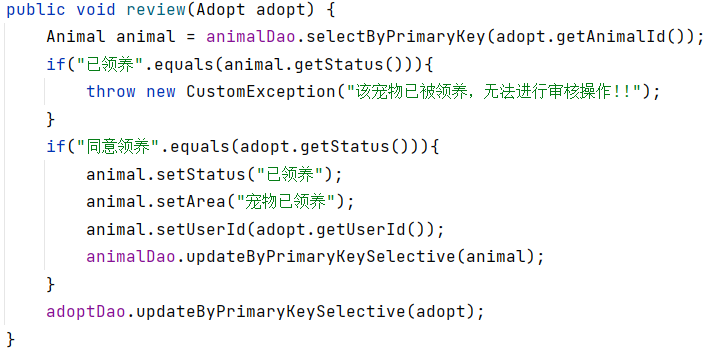 public void review(Adopt adopt) {
    Animal animal = animalDao.selectByPrimaryKey(adopt.getAnimalId());
    if("已领养".equals(animal.getStatus())){
        throw new CustomException("该宠物已被领养，无法进行审核操作!!");
    }
    if("同意领养".equals(adopt.getStatus())){
        animal.setStatus("已领养");
        animal.setArea("宠物已领养");
        animal.setUserId(adopt.getUserId());
        animalDao.updateByPrimaryKeySelective(animal);
    }
    adoptDao.updateByPrimaryKeySelective(adopt);
}